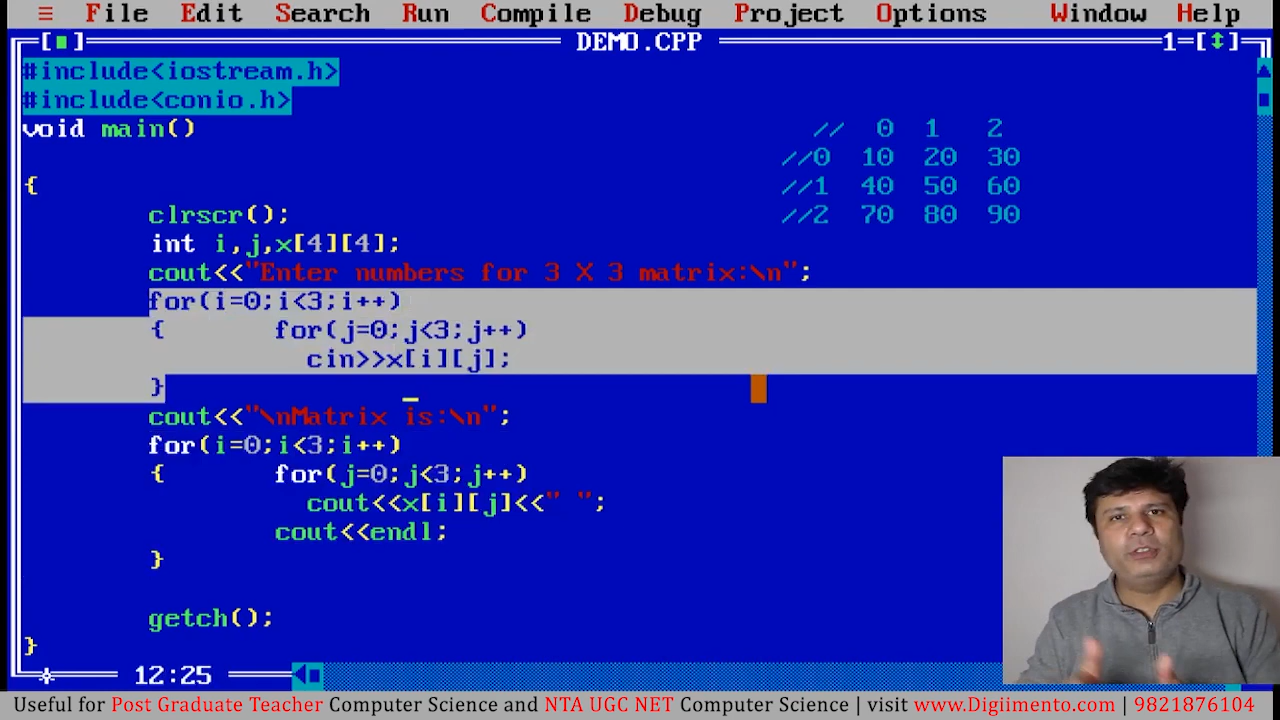 ≡ File Edit Search Run Compile Debug Project Options Window Help
[■] DEMO.CPP 1=[↕]
#include<iostream.h>
#include<conio.h>
void main() // 0 1 2
//0 10 20 30
{ //1 40 50 60
clrscr(); //2 70 80 90
int i,j,x[4][4];
cout<<"Enter numbers for 3 X 3 matrix:\n";
for(i=0;i<3;i++)
{ for(j=0;j<3;j++)
cin>>x[i][j];
}
cout<<"\nMatrix is:\n";
for(i=0;i<3;i++)
{ for(j=0;j<3;j++)
cout<<x[i][j]<<" ";
cout<<endl;
}
getch();
}
12:25
Useful for Post Graduate Teacher Computer Science and NTA UGC NET Computer Science | visit www.Digiimento.com | 9821876104